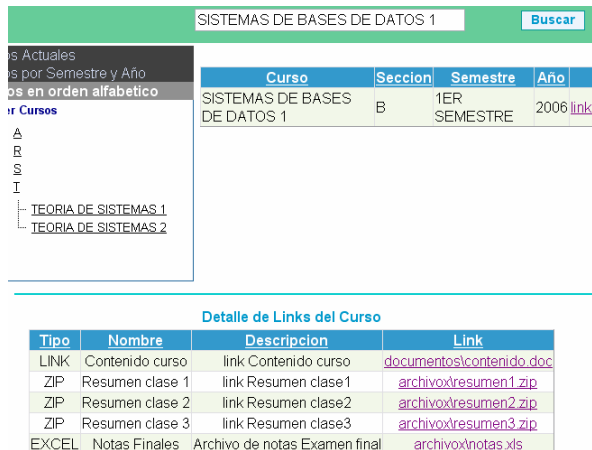 SISTEMAS DE BASES DE DATOS 1 Buscar
Actuales
por Semestre y Año
en orden alfabetico
Cursos
A
R
S
T
TEORIA DE SISTEMAS 1
TEORIA DE SISTEMAS 2
Curso Seccion Semestre Año
SISTEMAS DE BASES
DE DATOS 1 B 1ER
SEMESTRE 2006 link
Detalle de Links del Curso
Tipo Nombre Descripcion Link
LINK Contenido curso link Contenido curso documentos\contenido.doc
ZIP Resumen clase 1 link Resumen clase1 archivox\resumen1.zip
ZIP Resumen clase 2 link Resumen clase2 archivox\resumen2.zip
ZIP Resumen clase 3 link Resumen clase3 archivox\resumen3.zip
EXCEL Notas Finales Archivo de notas Examen final archivox\notas.xls